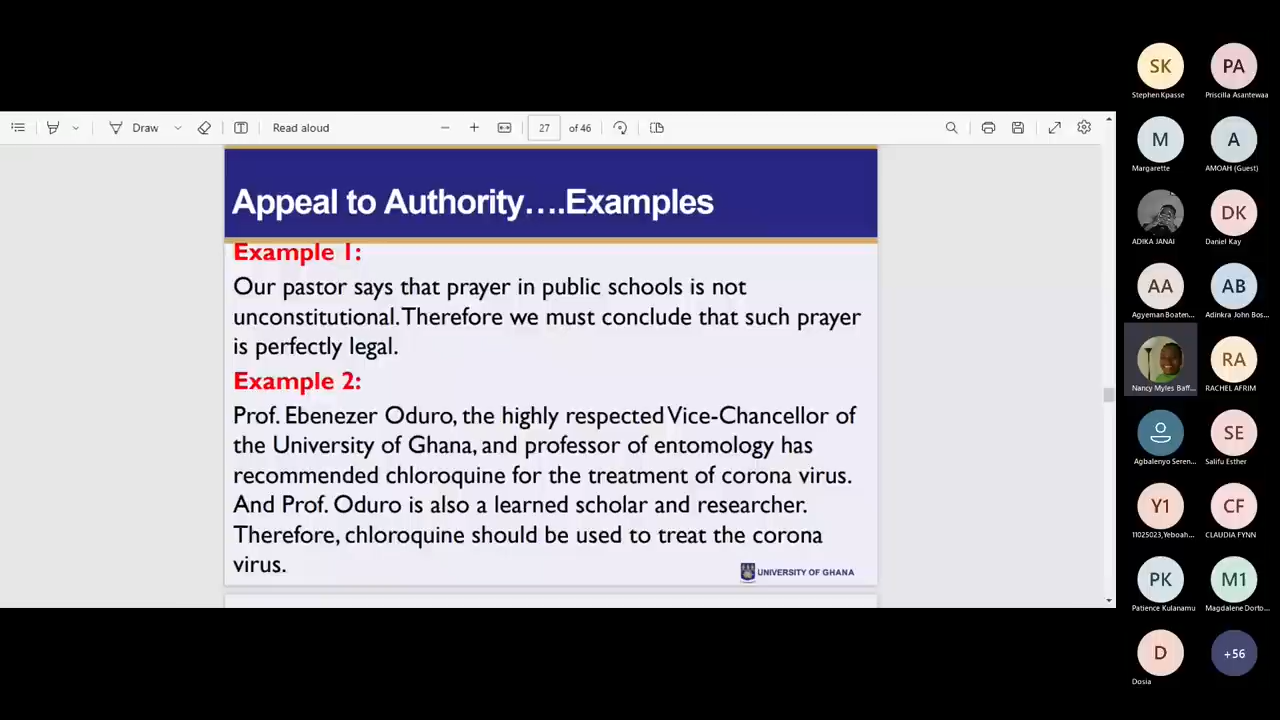 Draw
Read aloud
27 of 46
Appeal to Authority….Examples
Example 1:
Our pastor says that prayer in public schools is not
unconstitutional.Therefore we must conclude that such prayer
is perfectly legal.
Example 2:
Prof. Ebenezer Oduro, the highly respected Vice-Chancellor of
the University of Ghana, and professor of entomology has
recommended chloroquine for the treatment of corona virus.
And Prof. Oduro is also a learned scholar and researcher.
Therefore, chloroquine should be used to treat the corona
virus.
UNIVERSITY OF GHANA
SK
PA
Stephen Kpasse
Priscilla Asantewaa
M
A
Margarette
AMOAH (Guest)
DK
ADIKA JANAI
Daniel Kay
AA
AB
Agyeman Boaten...
Adinkra John Bos...
RA
Nancy Myles Baff...
RACHEL AFRIM
SE
Agbalenyo Seren...
Salifu Esther
Y1
CF
11025023,Yeboah...
CLAUDIA FYNN
PK
M1
Patience Kulanamu
Magdalene Dorto...
D
+56
Dosia